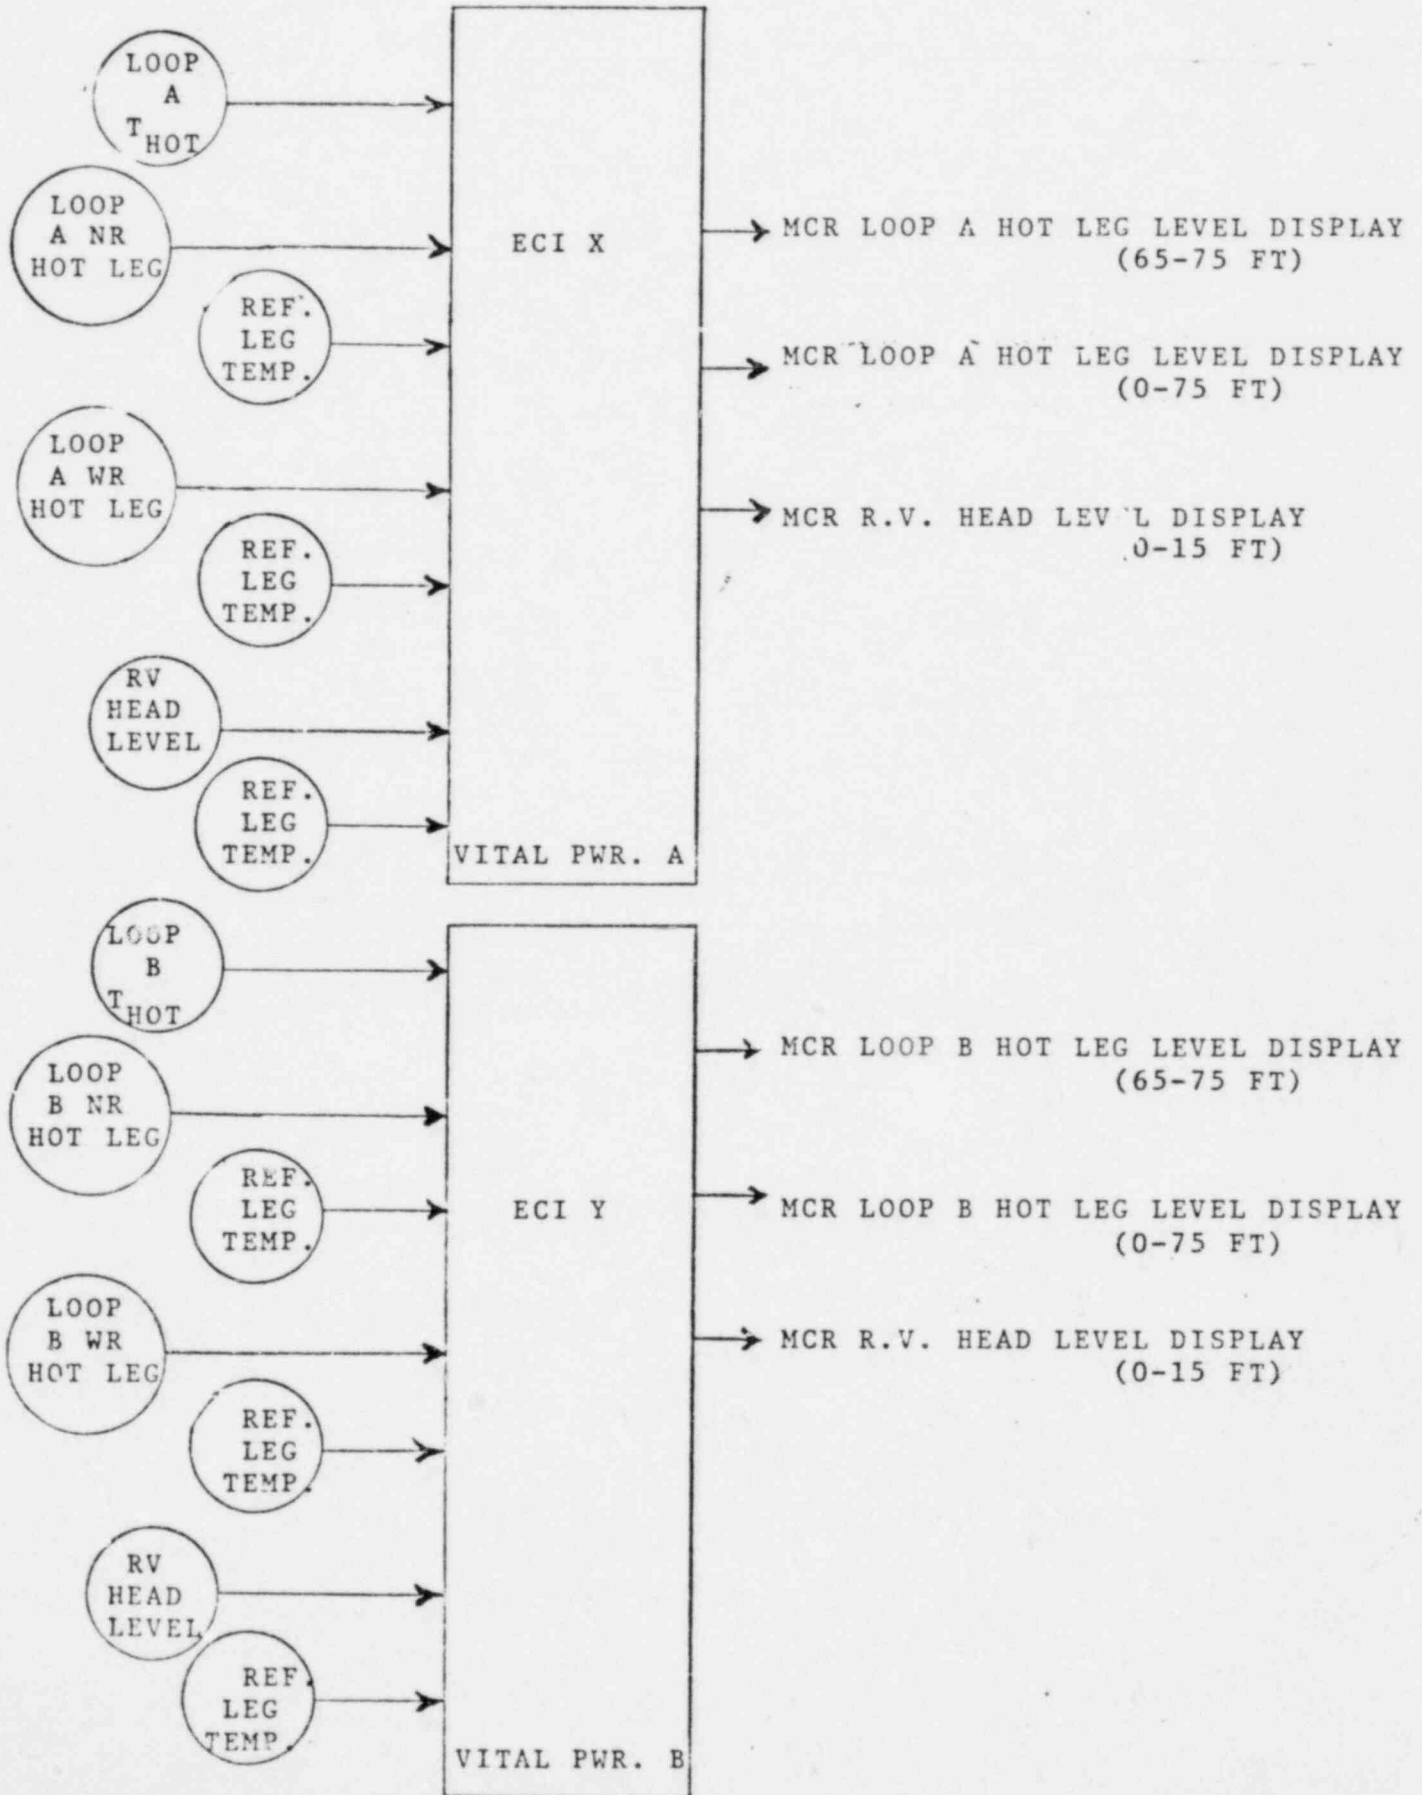 LOOP
A
THOT
LOOP
A NR
HOT LEG
REF.
LEG
TEMP.
LOOP
A WR
HOT LEG
REF.
LEG
TEMP.
RV
HEAD
LEVEL
REF.
LEG
TEMP.
ECI X
VITAL PWR. A
MCR LOOP A HOT LEG LEVEL DISPLAY
(65-75 FT)
MCR LOOP A HOT LEG LEVEL DISPLAY
(0-75 FT)
MCR R.V. HEAD LEV L DISPLAY
0-15 FT)
LOOP
B
THOT
LOOP
B NR
HOT LEG
REF.
LEG
TEMP.
LOOP
B WR
HOT LEG
REF.
LEG
TEMP.
RV
HEAD
LEVEL
REF.
LEG
TEMP.
ECI Y
VITAL PWR. B
MCR LOOP B HOT LEG LEVEL DISPLAY
(65-75 FT)
MCR LOOP B HOT LEG LEVEL DISPLAY
(0-75 FT)
MCR R.V. HEAD LEVEL DISPLAY
(0-15 FT)